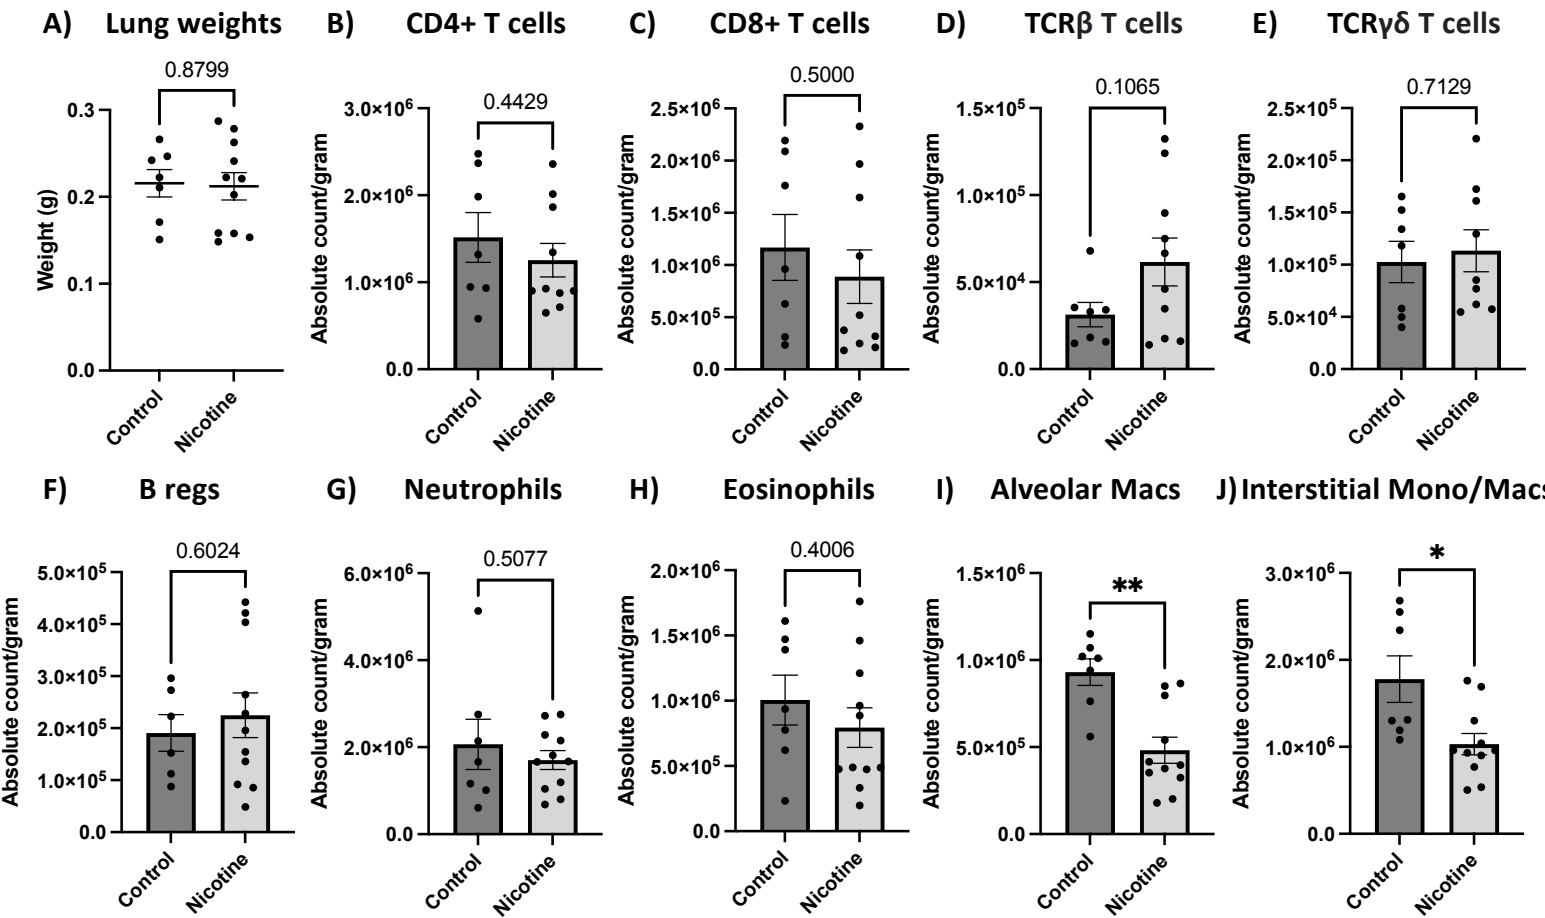 A) Lung weights
0.8799
Weight (g)
0.3
0.2
0.1
0.0
Control
Nicotine
B) CD4+ T cells
0.4429
Absolute count/gram
3.0×10⁶
2.0×10⁶
1.0×10⁶
0.0
Control
Nicotine
C) CD8+ T cells
0.5000
Absolute count/gram
2.5×10⁶
2.0×10⁶
1.5×10⁶
1.0×10⁶
5.0×10⁵
0.0
Control
Nicotine
D) TCRβ T cells
0.1065
Absolute count/gram
1.5×10⁵
1.0×10⁵
5.0×10⁴
0.0
Control
Nicotine
E) TCRγδ T cells
0.7129
Absolute count/gram
2.5×10⁵
2.0×10⁵
1.5×10⁵
1.0×10⁵
5.0×10⁴
0.0
Control
Nicotine
F) B regs
0.6024
Absolute count/gram
5.0×10⁵
4.0×10⁵
3.0×10⁵
2.0×10⁵
1.0×10⁵
0.0
Control
Nicotine
G) Neutrophils
0.5077
Absolute count/gram
6.0×10⁶
4.0×10⁶
2.0×10⁶
0.0
Control
Nicotine
H) Eosinophils
0.4006
Absolute count/gram
2.0×10⁶
1.5×10⁶
1.0×10⁶
5.0×10⁵
0.0
Control
Nicotine
I) Alveolar Macs
**
Absolute count/gram
1.5×10⁶
1.0×10⁶
5.0×10⁵
0.0
Control
Nicotine
J) Interstitial Mono/Macs
*
Absolute count/gram
3.0×10⁶
2.0×10⁶
1.0×10⁶
0.0
Control
Nicotine